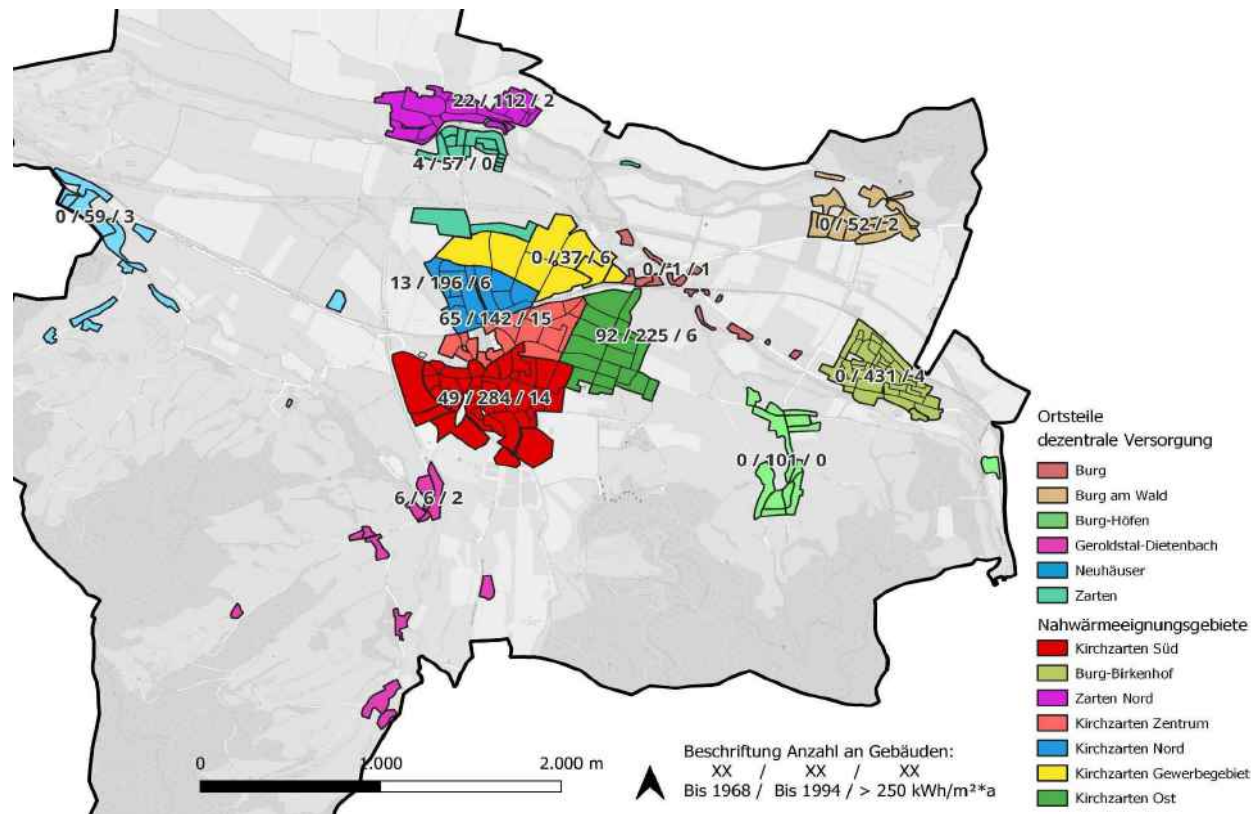 22 / 112 / 2
4 / 57 / 0
0 / 59 / 3
0 / 52 / 2
0 / 37 / 6
0 / 1 / 1
13 / 196 / 6
65 / 142 / 15
92 / 225 / 6
0 / 431 / 4
49 / 284 / 14
0 / 101 / 0
6 / 6 / 2
Ortsteile
dezentrale Versorgung
Burg
Burg am Wald
Burg-Höfen
Geroldstal-Dietenbach
Neuhäuser
Zarten
Nahwärmeeignungsgebiete
Kirchzarten Süd
Burg-Birkenhof
Zarten Nord
Kirchzarten Zentrum
Kirchzarten Nord
Kirchzarten Gewerbegebiet
Kirchzarten Ost
0 1.000 2.000 m
Beschriftung Anzahl an Gebäuden:
XX / XX / XX
Bis 1968 / Bis 1994 / > 250 kWh/m²*a